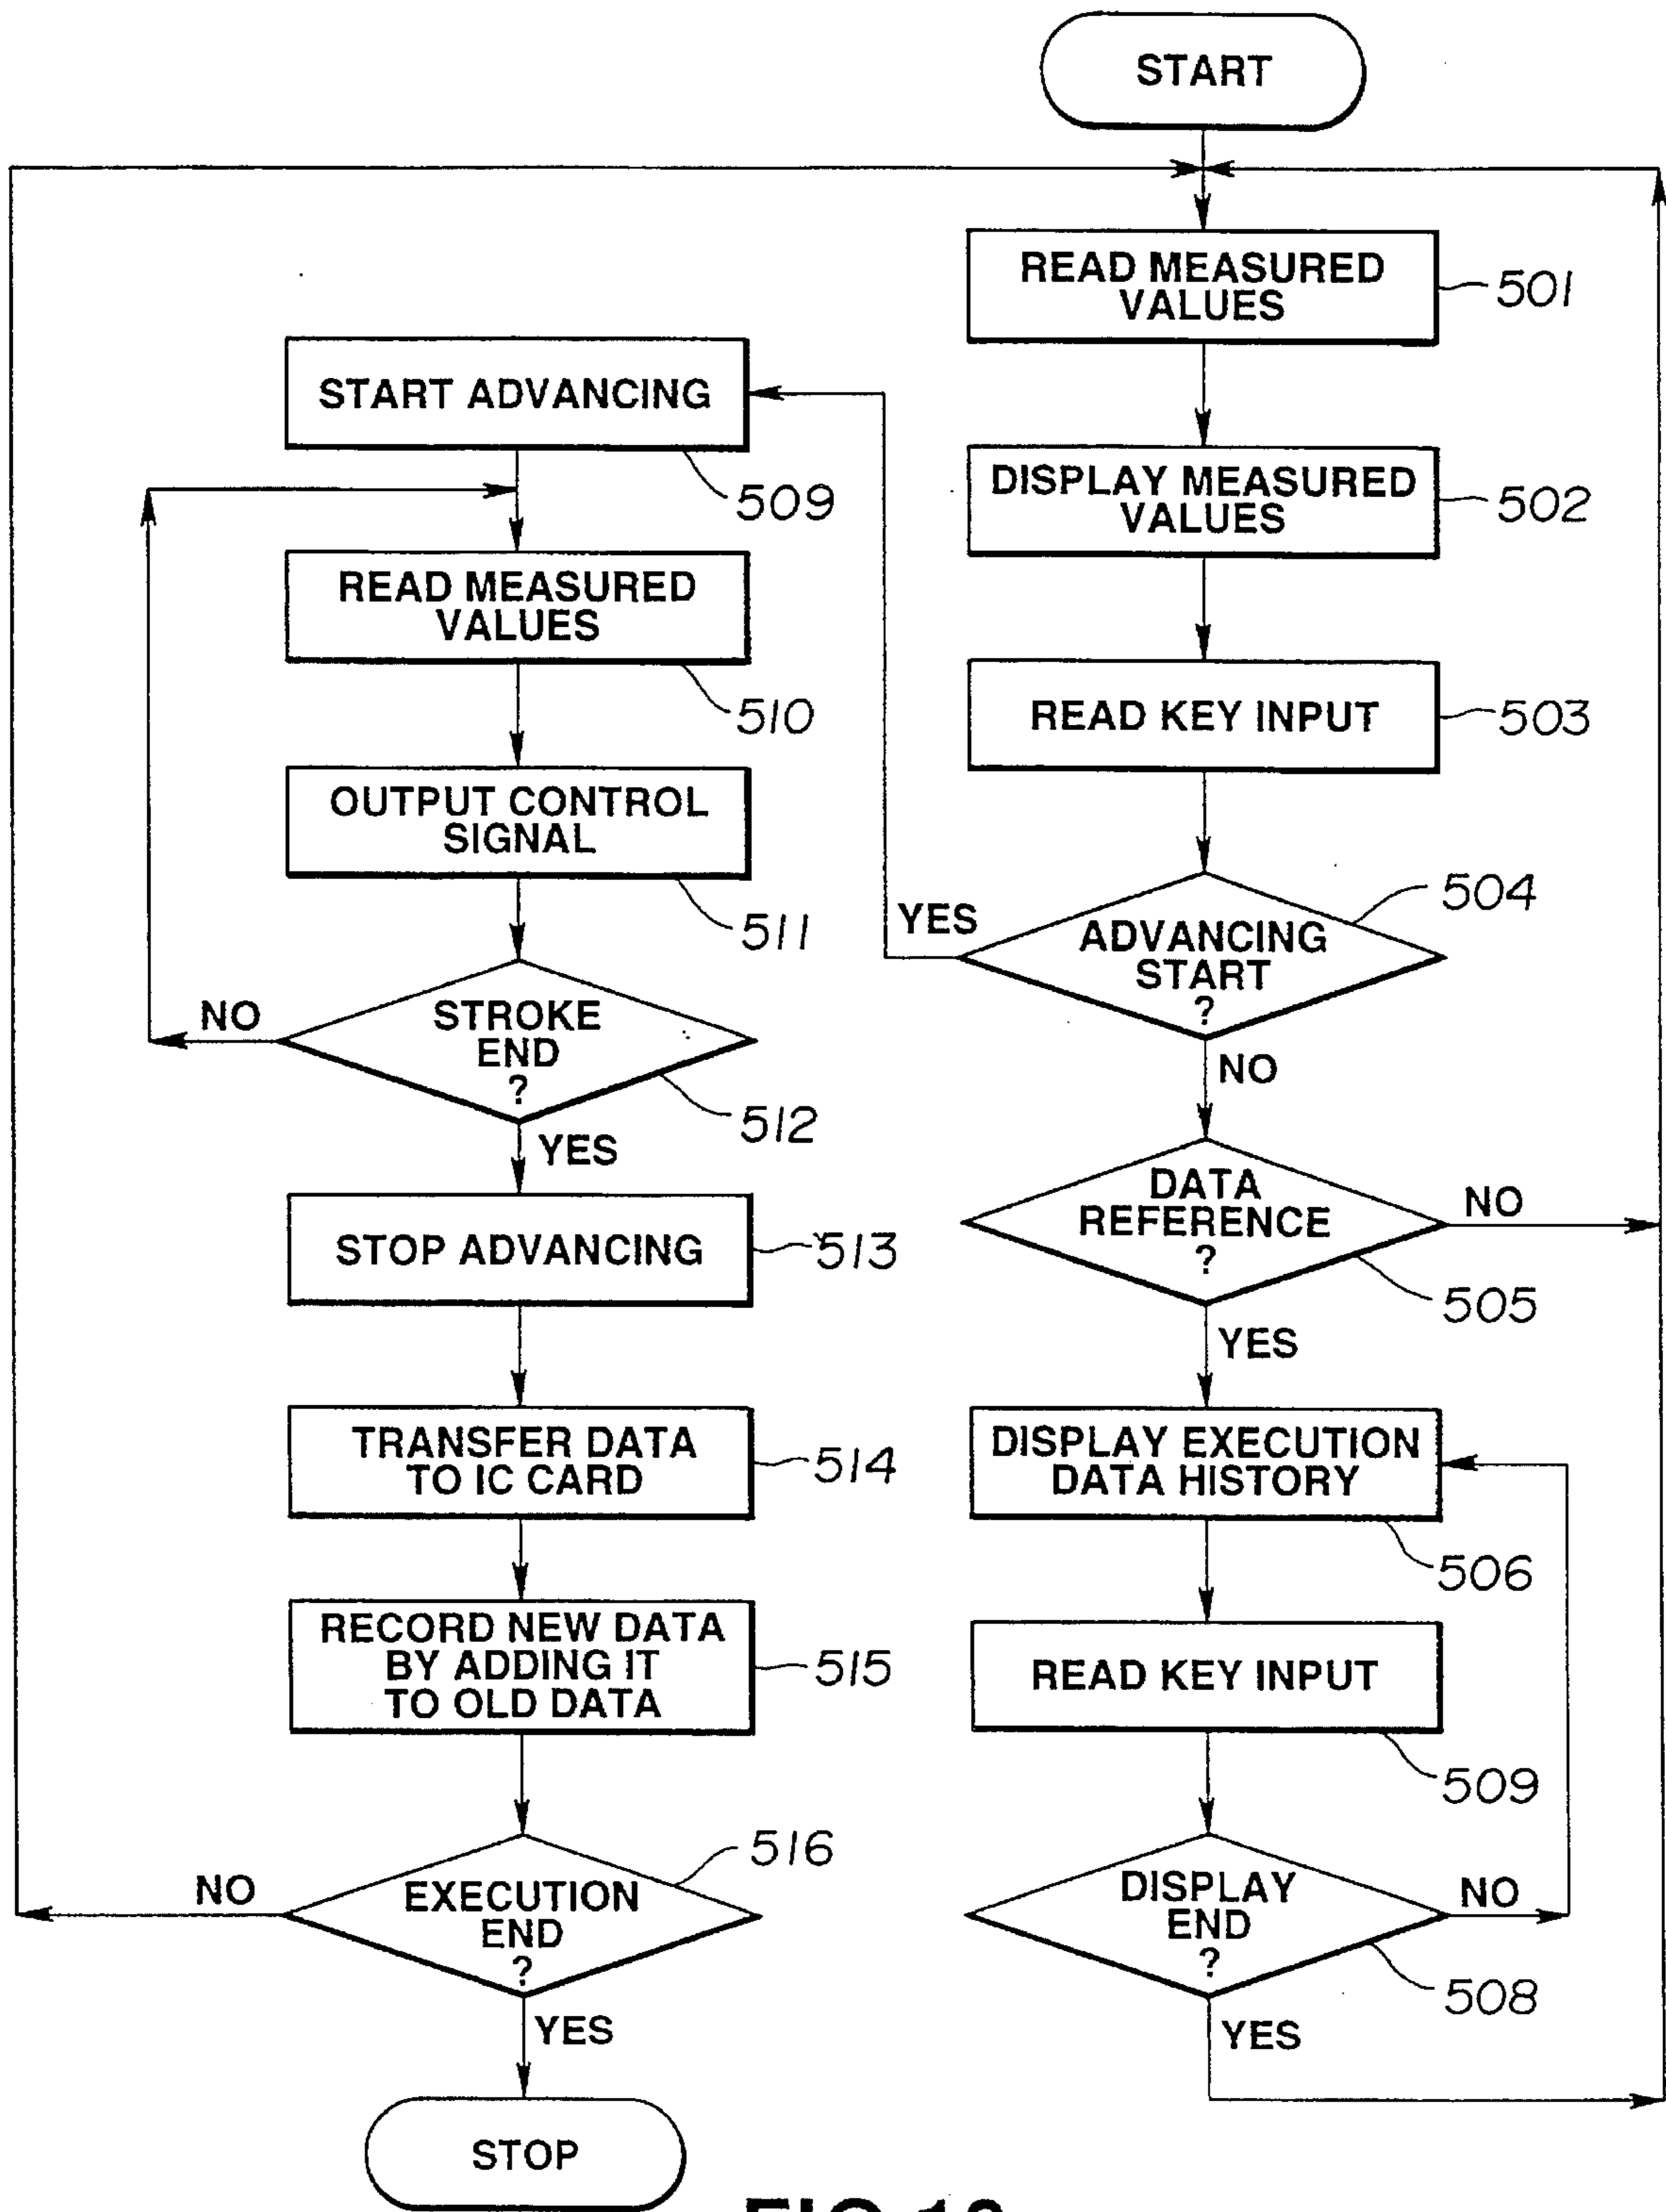 START
READ MEASURED
VALUES
501
DISPLAY MEASURED
VALUES
502
READ KEY INPUT
503
ADVANCING
START
?
504
YES
NO
DATA
REFERENCE
?
505
NO
YES
DISPLAY EXECUTION
DATA HISTORY
506
READ KEY INPUT
509
DISPLAY
END
?
508
NO
YES
START ADVANCING
509
READ MEASURED
VALUES
510
OUTPUT CONTROL
SIGNAL
511
STROKE
END
?
512
NO
YES
STOP ADVANCING
513
TRANSFER DATA
TO IC CARD
514
RECORD NEW DATA
BY ADDING IT
TO OLD DATA
515
EXECUTION
END
?
516
NO
YES
STOP